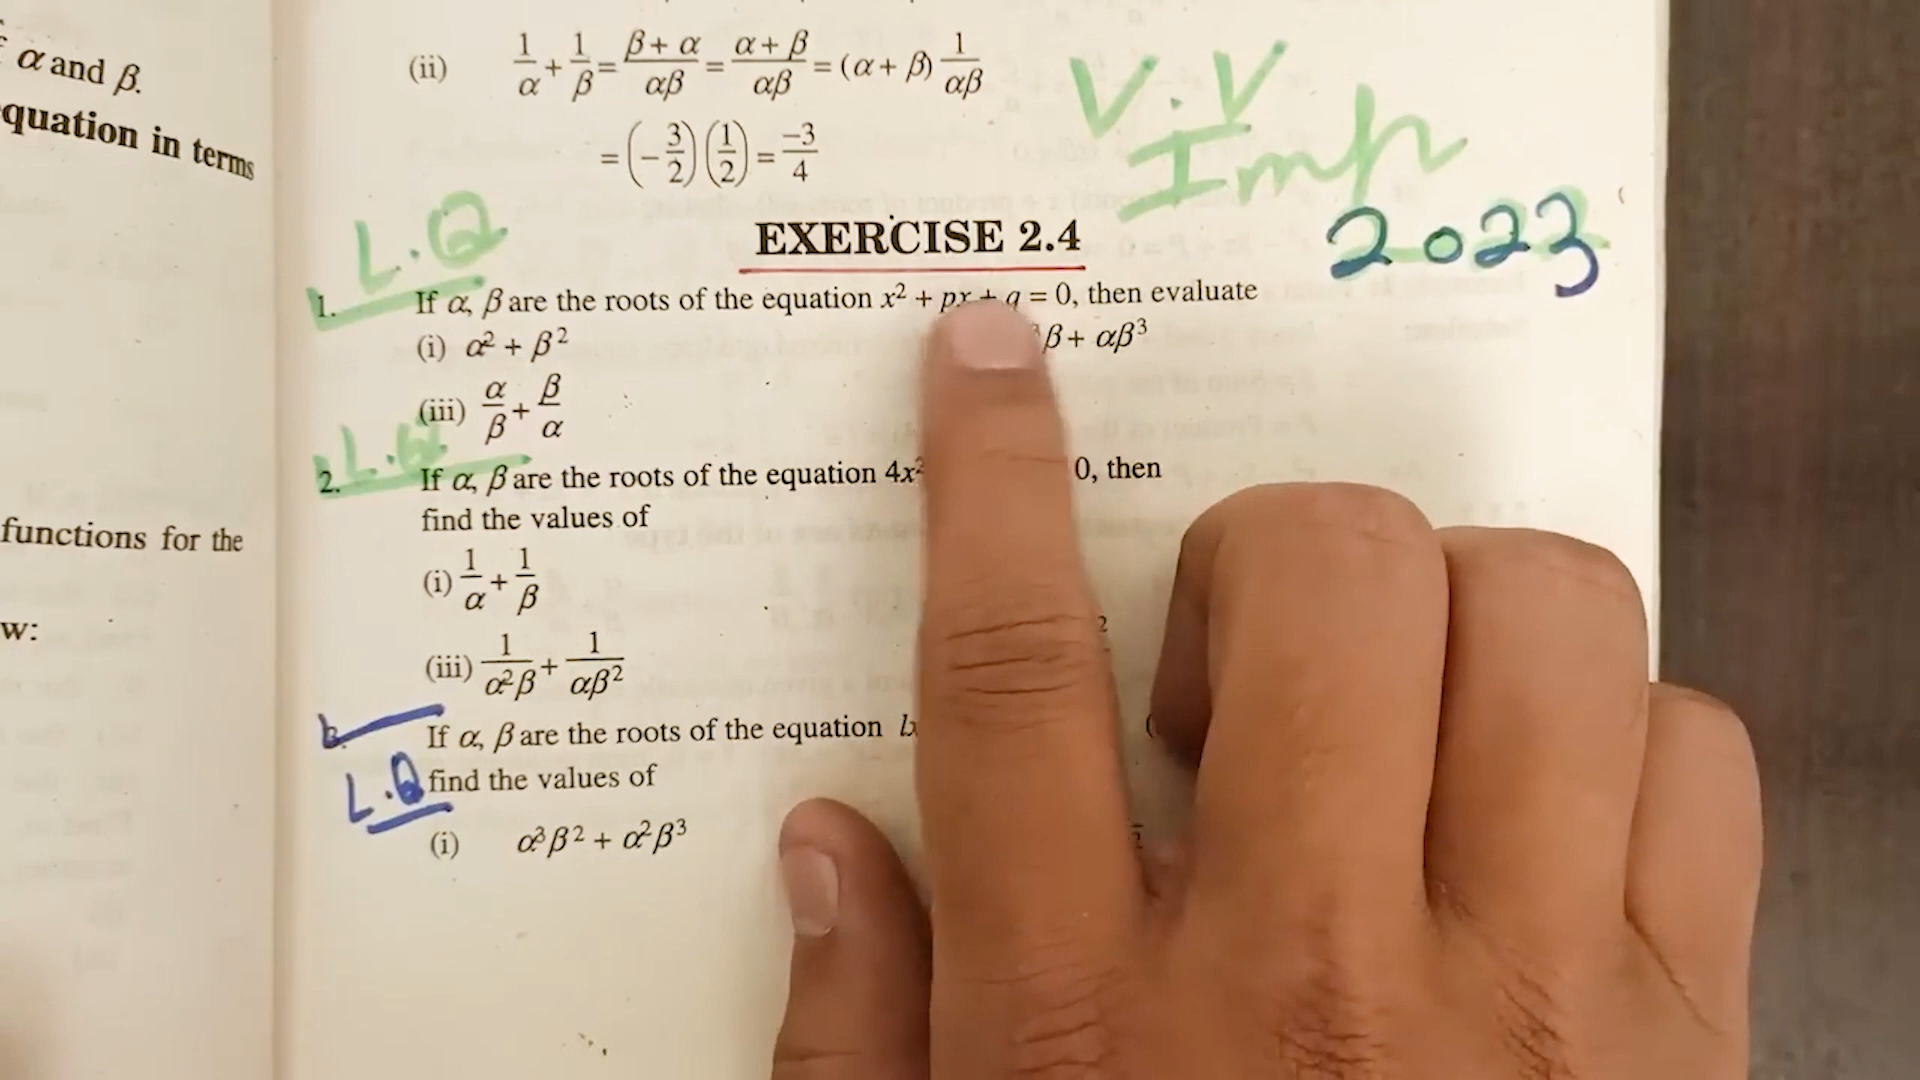 α and β.
quation in terms
functions for the
w:
(ii) 1/α + 1/β = (β + α)/αβ = (α + β)/αβ = (α + β) 1/αβ
= (-3/2) (1/2) = -3/4
V.V
Imp
2023
L.Q
EXERCISE 2.4
1. If α, β are the roots of the equation x² + px + q = 0, then evaluate
(i) α² + β² β + αβ³
(iii) α/β + β/α
L.Q
2. If α, β are the roots of the equation 4x² 0, then
find the values of
(i) 1/α + 1/β
(iii) 1/α²β + 1/αβ²
3. If α, β are the roots of the equation
L.Q find the values of
(i) α³β² + α²β³